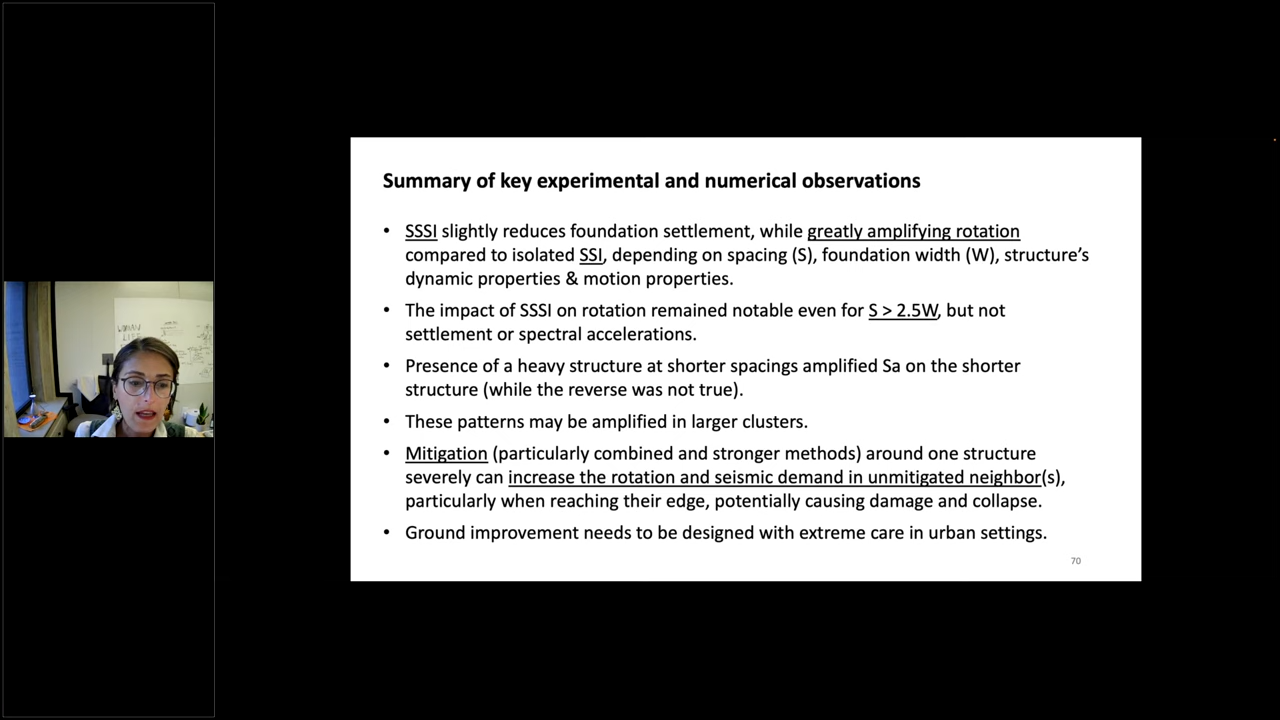 Summary of key experimental and numerical observations
• SSSI slightly reduces foundation settlement, while greatly amplifying rotation
compared to isolated SSI, depending on spacing (S), foundation width (W), structure's
dynamic properties & motion properties.
• The impact of SSSI on rotation remained notable even for S > 2.5W, but not
settlement or spectral accelerations.
• Presence of a heavy structure at shorter spacings amplified Sa on the shorter
structure (while the reverse was not true).
• These patterns may be amplified in larger clusters.
• Mitigation (particularly combined and stronger methods) around one structure
severely can increase the rotation and seismic demand in unmitigated neighbor(s),
particularly when reaching their edge, potentially causing damage and collapse.
• Ground improvement needs to be designed with extreme care in urban settings.
70